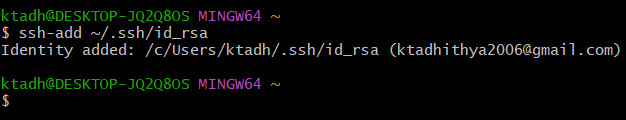 ktadh@DESKTOP-JQ2Q8OS MINGW64 ~
$ ssh-add ~/.ssh/id_rsa
Identity added: /c/Users/ktadh/.ssh/id_rsa (ktadhithya2006@gmail.com)
ktadh@DESKTOP-JQ2Q8OS MINGW64 ~
$